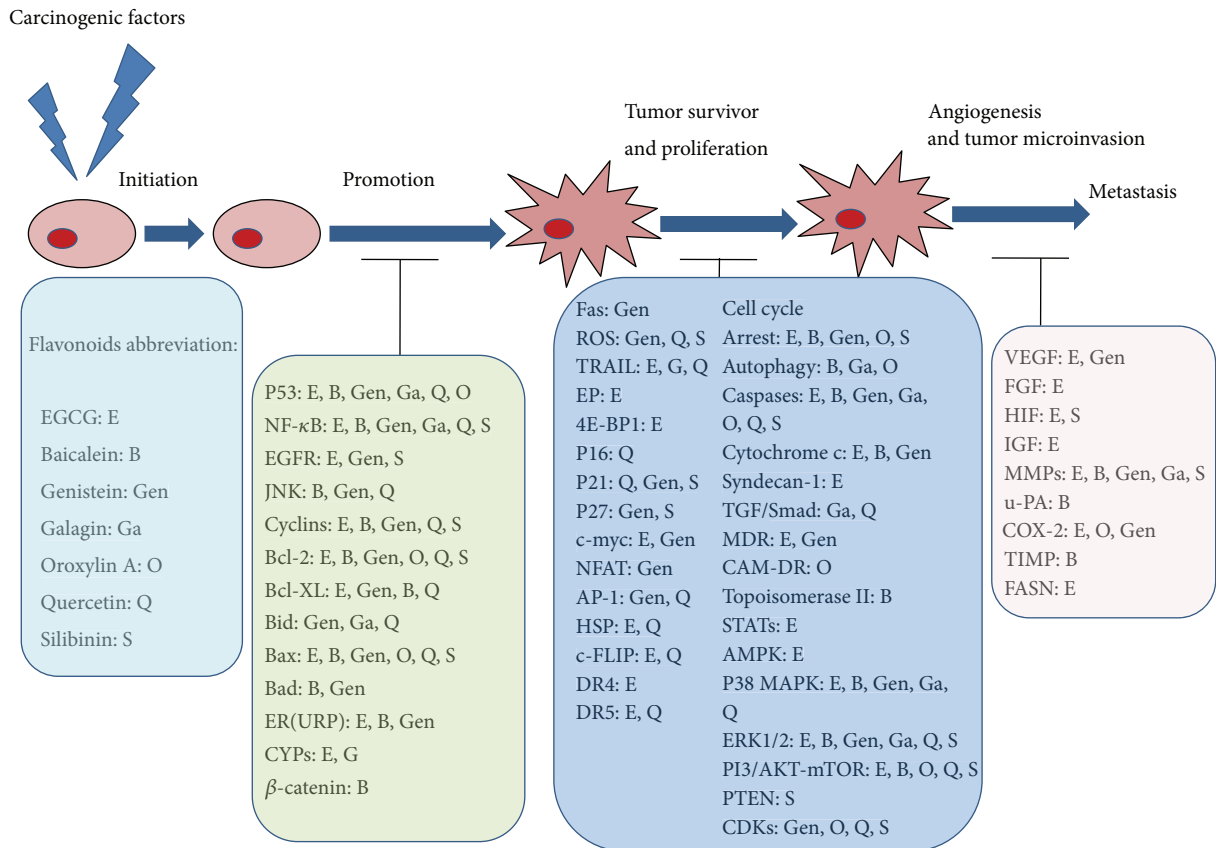 Carcinogenic factors
Initiation
Promotion
Tumor survivor
and proliferation
Angiogenesis
and tumor microinvasion
Metastasis
Flavonoids abbreviation:
EGCG: E
Baicalein: B
Genistein: Gen
Galagin: Ga
Oroxylin A: O
Quercetin: Q
Silibinin: S
P53: E, B, Gen, Ga, Q, O
NF-κB: E, B, Gen, Ga, Q, S
EGFR: E, Gen, S
JNK: B, Gen, Q
Cyclins: E, B, Gen, Q, S
Bcl-2: E, B, Gen, O, Q, S
Bcl-XL: E, Gen, B, Q
Bid: Gen, Ga, Q
Bax: E, B, Gen, O, Q, S
Bad: B, Gen
ER(URP): E, B, Gen
CYPs: E, G
β-catenin: B
Fas: Gen
ROS: Gen, Q, S
TRAIL: E, G, Q
EP: E
4E-BP1: E
P16: Q
P21: Q, Gen, S
P27: Gen, S
c-myc: E, Gen
NFAT: Gen
AP-1: Gen, Q
HSP: E, Q
c-FLIP: E, Q
DR4: E
DR5: E, Q
Cell cycle
Arrest: E, B, Gen, O, S
Autophagy: B, Ga, O
Caspases: E, B, Gen, Ga,
O, Q, S
Cytochrome c: E, B, Gen
Syndecan-1: E
TGF/Smad: Ga, Q
MDR: E, Gen
CAM-DR: O
Topoisomerase II: B
STATs: E
AMPK: E
P38 MAPK: E, B, Gen, Ga,
Q
ERK1/2: E, B, Gen, Ga, Q, S
PI3/AKT-mTOR: E, B, O, Q, S
PTEN: S
CDKs: Gen, O, Q, S
VEGF: E, Gen
FGF: E
HIF: E, S
IGF: E
MMPs: E, B, Gen, Ga, S
u-PA: B
COX-2: E, O, Gen
TIMP: B
FASN: E